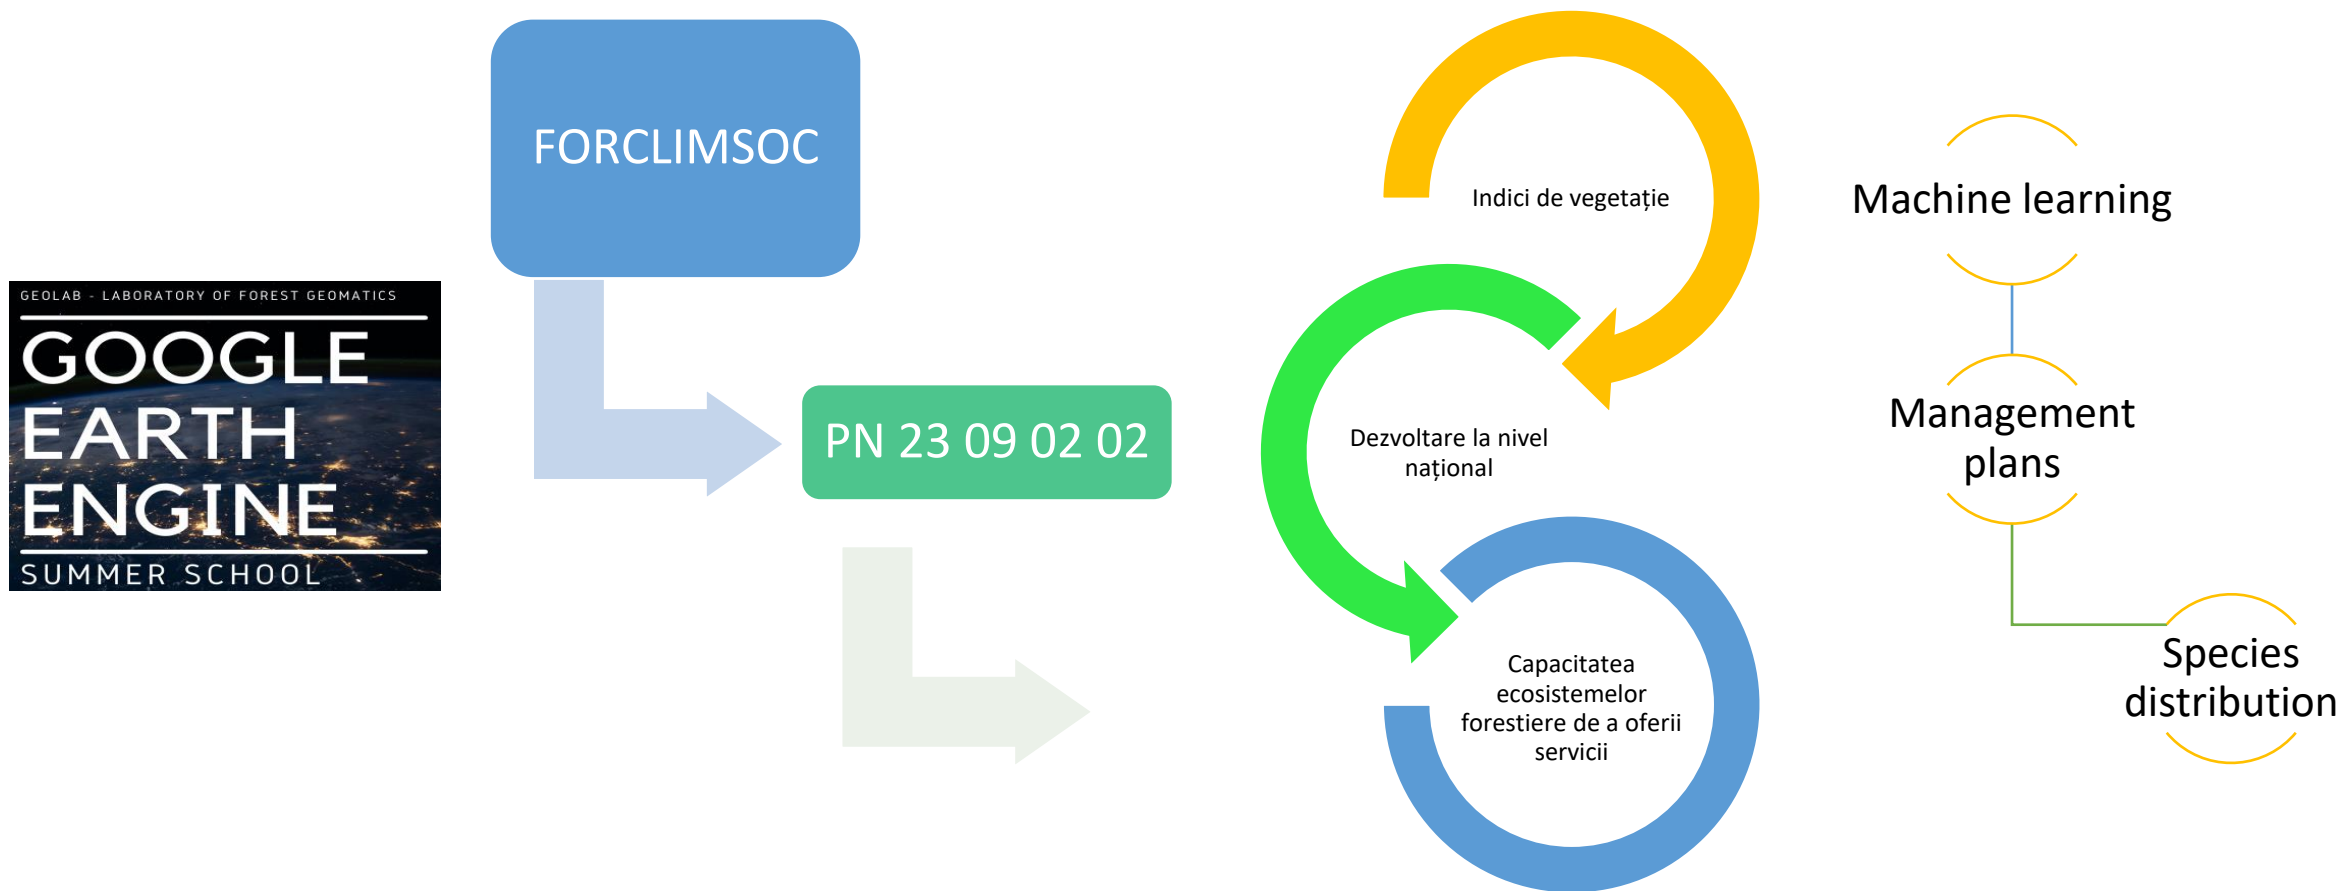 GEOLAB - LABORATORY OF FOREST GEOMATICS
GOOGLE
EARTH
ENGINE
SUMMER SCHOOL
FORCLIMSOC
PN 23 09 02 02
Indici de vegetație
Dezvoltare la nivel
național
Capacitatea
ecosistemelor
forestiere de a oferii
servicii
Machine learning
Management
plans
Species
distribution